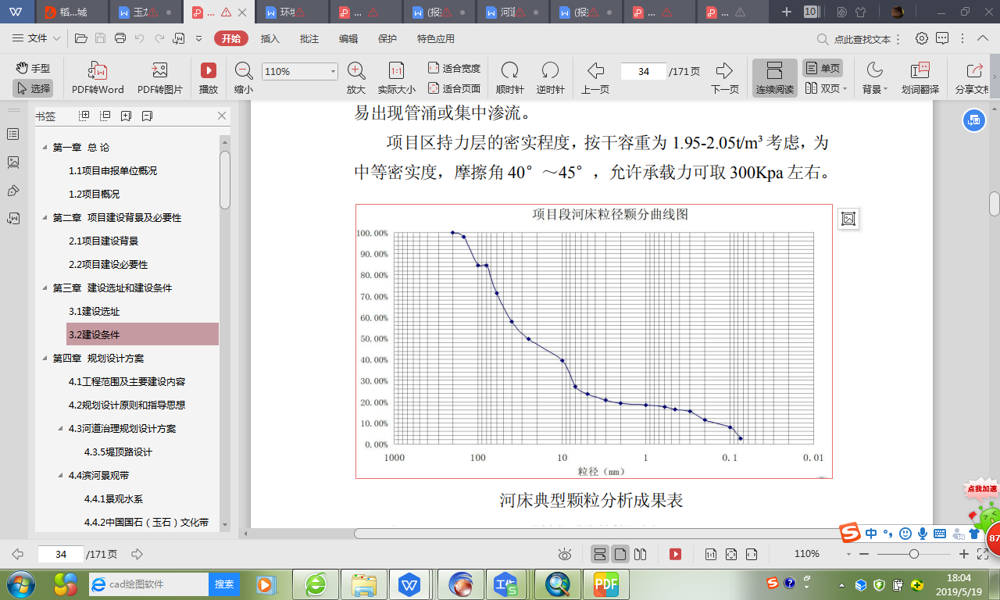 稻...城
玉龙
...
环境
...
(报批
河道
(报批
...
...
10
文件
开始
插入
批注
编辑
保护
特色应用
点此查找文本
手型
选择
PDF转Word
PDF转图片
播放
缩小
110%
放大
1:1
实际大小
适合宽度
适合页面
顺时针
逆时针
上一页
34
/171页
下一页
连续阅读
单页
双页
背景
划词翻译
分享文档
书签
第一章 总 论
1.1项目申报单位概况
1.2项目概况
第二章 项目建设背景及必要性
2.1项目建设背景
2.2项目建设必要性
第三章 建设选址和建设条件
3.1建设选址
3.2建设条件
第四章 规划设计方案
4.1工程范围及主要建设内容
4.2规划设计原则和指导思想
4.3河道治理规划设计方案
4.3.5堤顶路设计
4.4滨河景观带
4.4.1景观水系
4.4.2中国国石（玉石）文化带
易出现管涌或集中渗流。
项目区持力层的密实程度，按干容重为 1.95-2.05t/m³ 考虑，为
中等密实度，摩擦角 40°～45°，允许承载力可取 300Kpa 左右。
项目段河床粒径颗分曲线图
100.00%
90.00%
80.00%
70.00%
60.00%
50.00%
40.00%
30.00%
20.00%
10.00%
0.00%
1000 100 10 1 0.1 0.01
粒径（mm）
河床典型颗粒分析成果表
点我加速
87
中
34
/171页
1:1
110%
cad绘图软件
搜索
工作
PDF
18:04
2019/5/19